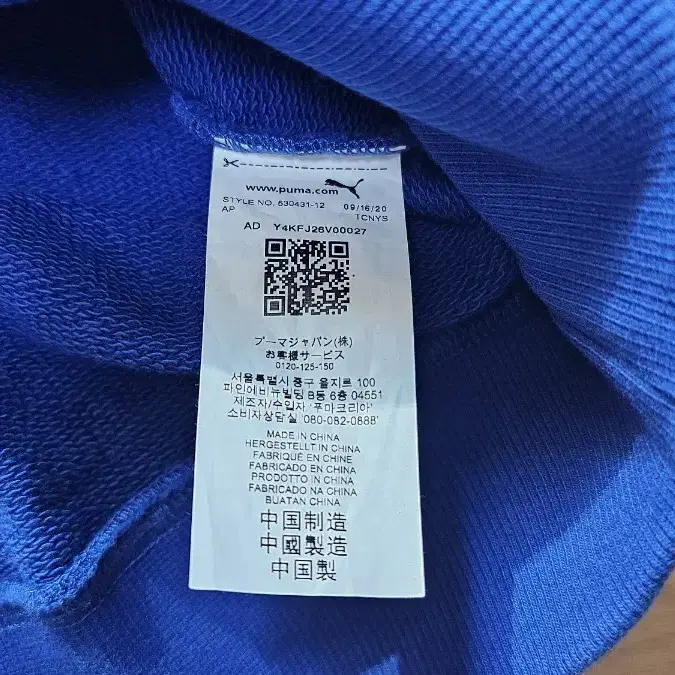 www.puma.com
STYLE NO. 530431-12 09/16/20
AP TCNYS
AD Y4KFJ26V00027
プーマジャパン(株)
お客様サービス
0120-125-150
서울특별시 중구 을지로 100
파인에비뉴빌딩 B동 6층 04551
제조자/수입자 '푸마코리아'
소비자상담실 '080-082-0888'
MADE IN CHINA
HERGESTELLT IN CHINA
FABRIQUÉ EN CHINE
FABRICADO EN CHINA
PRODOTTO IN CHINA
FABRICADO NA CHINA
BUATAN CHINA
中国制造
中國製造
中国製